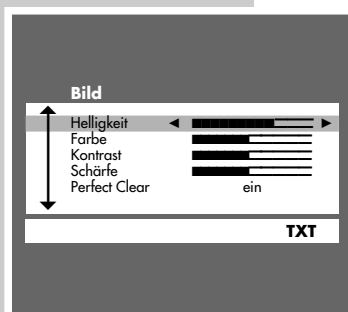 Bild
Helligkeit
Farbe
Kontrast
Schärfe
Perfect Clear ein
TXT